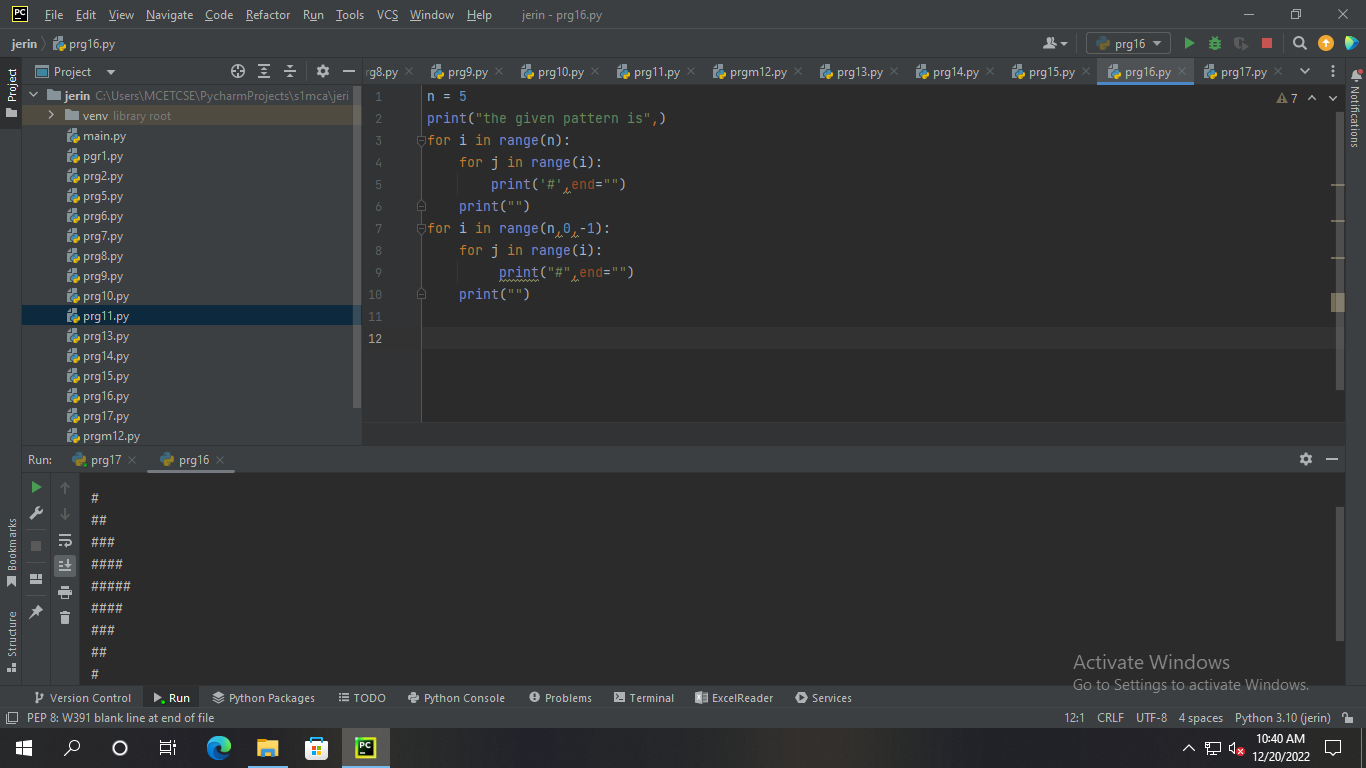 PC File Edit View Navigate Code Refactor Run Tools VCS Window Help jerin - prg16.py
jerin prg16.py prg16
Project
Project rg8.py prg9.py prg10.py prg11.py prgm12.py prg13.py prg14.py prg15.py prg16.py prg17.py
Notifications
jerin C:\Users\MCETCSE\PycharmProjects\s1mca\jeri
venv library root
main.py
pgr1.py
prg2.py
prg5.py
prg6.py
prg7.py
prg8.py
prg9.py
prg10.py
prg11.py
prg13.py
prg14.py
prg15.py
prg16.py
prg17.py
prgm12.py
7
1 n = 5
2 print("the given pattern is",)
3 for i in range(n):
4     for j in range(i):
5         print('#',end="")
6     print("")
7 for i in range(n,0,-1):
8     for j in range(i):
9          print("#",end="")
10     print("")
11
12
Run: prg17 prg16
#
##
###
####
#####
####
###
##
#
Bookmarks
Structure
Activate Windows
Go to Settings to activate Windows.
Version Control Run Python Packages TODO Python Console Problems Terminal ExcelReader Services
PEP 8: W391 blank line at end of file 12:1 CRLF UTF-8 4 spaces Python 3.10 (jerin)
PC 10:40 AM
12/20/2022